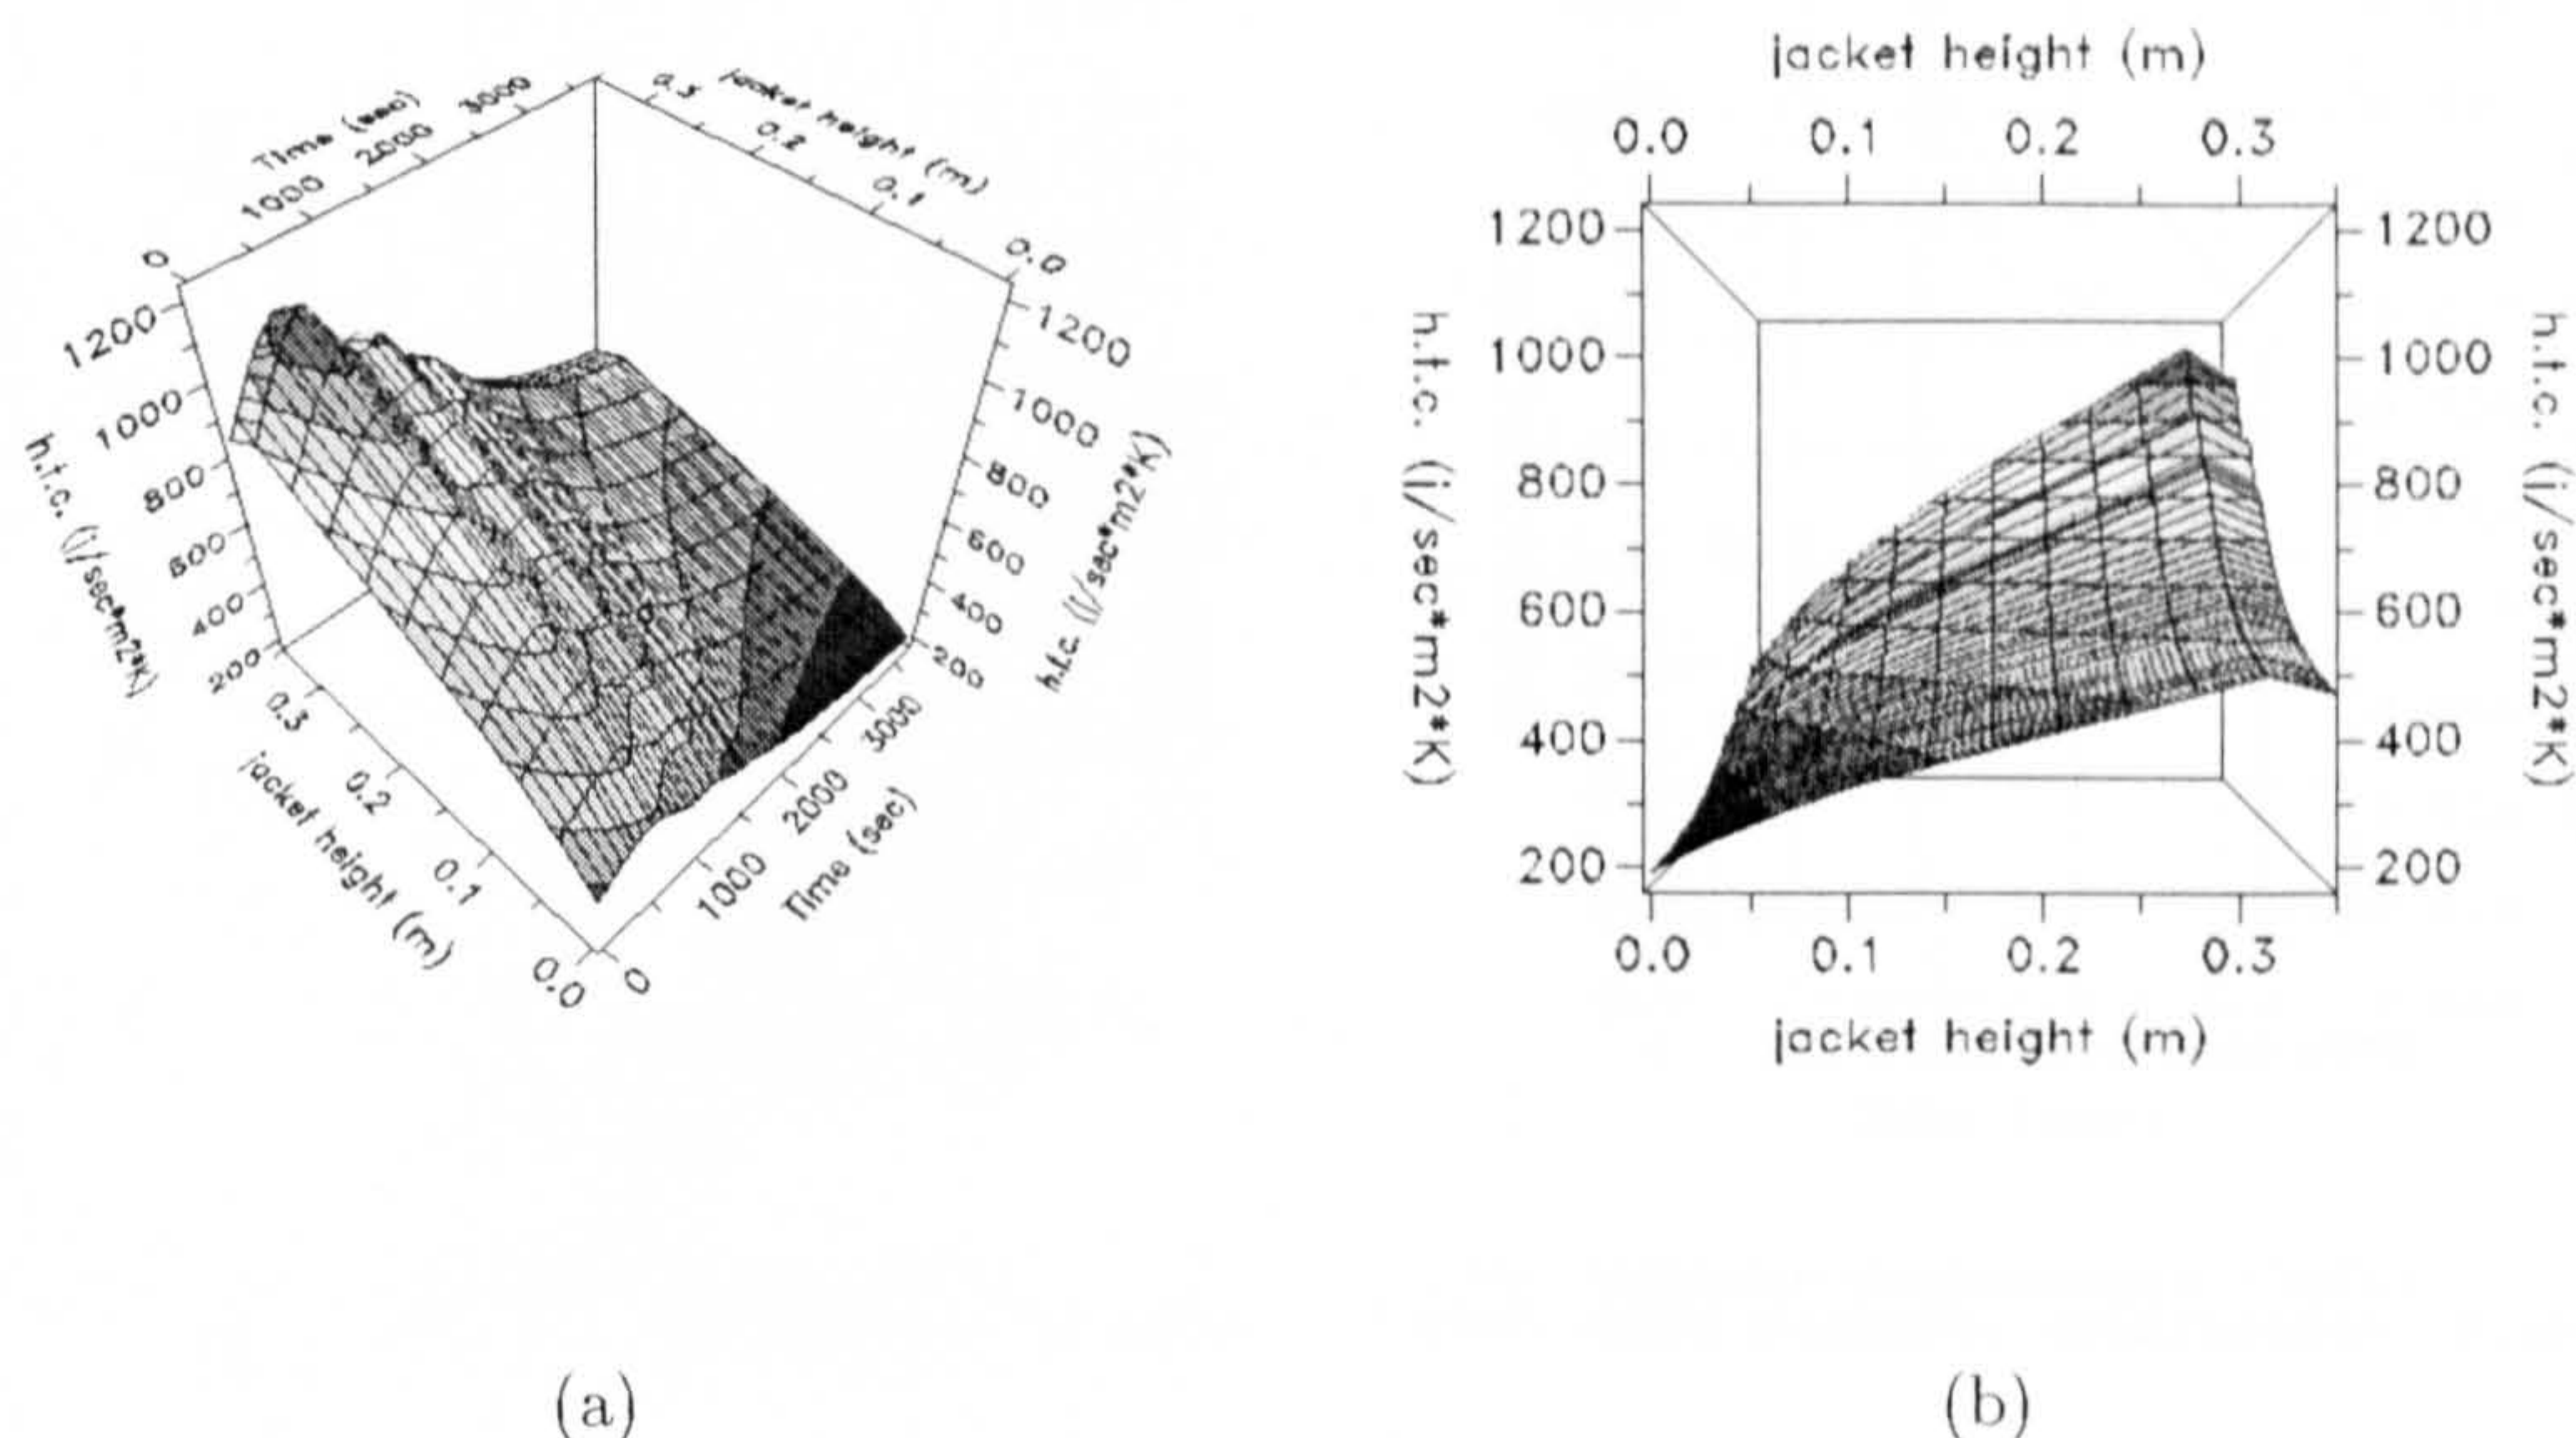 Time (sec)
0 1000 2000 3000
jacket height (m)
0.3 0.2 0.1 0.0
h.t.c. (j/sec*m2*K)
1200
1000
800
600
400
200
h.t.c. (j/sec*m2*K)
1200
1000
800
600
400
200
jacket height (m)
0.3 0.2 0.1 0.0
Time (sec)
0 1000 2000 3000
(a)
jacket height (m)
0.0 0.1 0.2 0.3
h.t.c. (j/sec*m2*K)
1200
1000
800
600
400
200
h.t.c. (j/sec*m2*K)
1200
1000
800
600
400
200
0.0 0.1 0.2 0.3
jacket height (m)
(b)